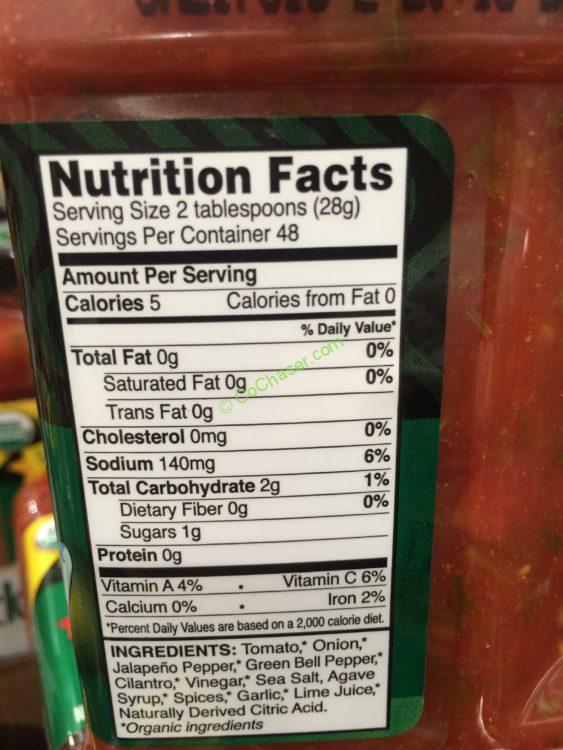 Nutrition Facts
Serving Size 2 tablespoons (28g)
Servings Per Container 48
Amount Per Serving
Calories 5 Calories from Fat 0
% Daily Value*
Total Fat 0g 0%
Saturated Fat 0g 0%
Trans Fat 0g
© CoChaser.com
Cholesterol 0mg 0%
Sodium 140mg 6%
Total Carbohydrate 2g 1%
Dietary Fiber 0g 0%
Sugars 1g
Protein 0g
Vitamin A 4% • Vitamin C 6%
Calcium 0% • Iron 2%
*Percent Daily Values are based on a 2,000 calorie diet.
INGREDIENTS: Tomato,* Onion,*
Jalapeño Pepper,* Green Bell Pepper,*
Cilantro,* Vinegar,* Sea Salt, Agave
Syrup,* Spices,* Garlic,* Lime Juice,*
Naturally Derived Citric Acid.
*Organic ingredients